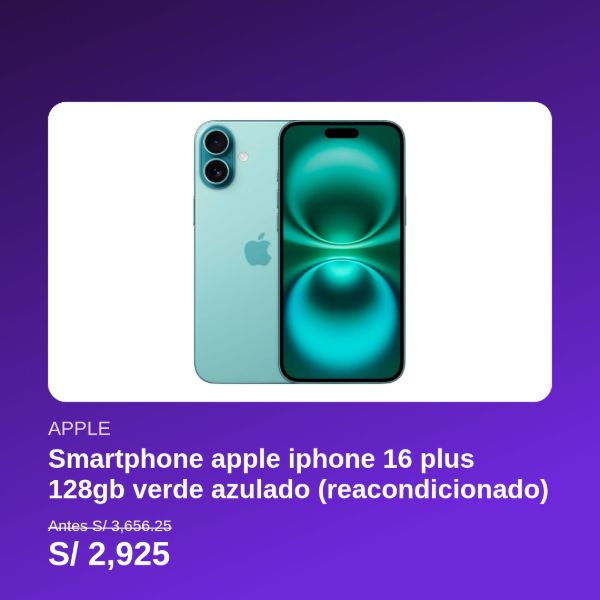 APPLE
Smartphone apple iphone 16 plus
128gb verde azulado (reacondicionado)
Antes S/ 3,656.25
S/ 2,925